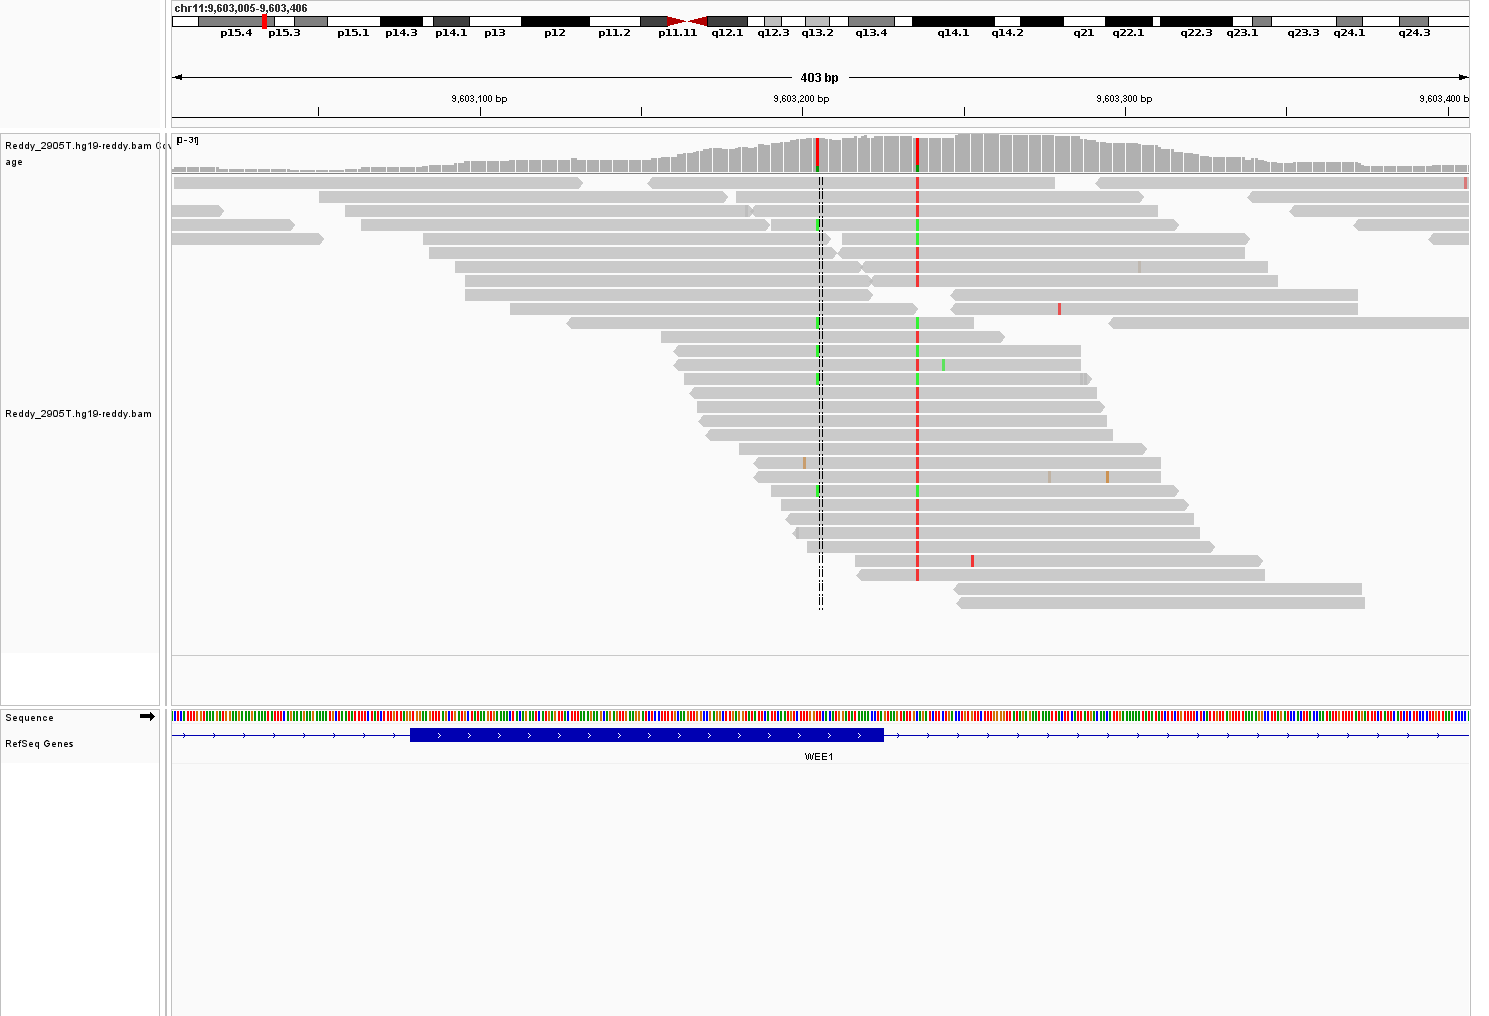 chr11:9,603,005-9,603,406
p15.4 p15.3 p15.1 p14.3 p14.1 p13 p12 p11.2 p11.11 q12.1 q12.3 q13.2 q13.4 q14.1 q14.2 q21 q22.1 q22.3 q23.1 q23.3 q24.1 q24.3
403 bp
9,603,100 bp 9,603,200 bp 9,603,300 bp 9,603,400 b
[0-31]
Reddy_2905T.hg19-reddy.bam Cov
age
Reddy_2905T.hg19-reddy.bam
Sequence
RefSeq Genes
WEE1